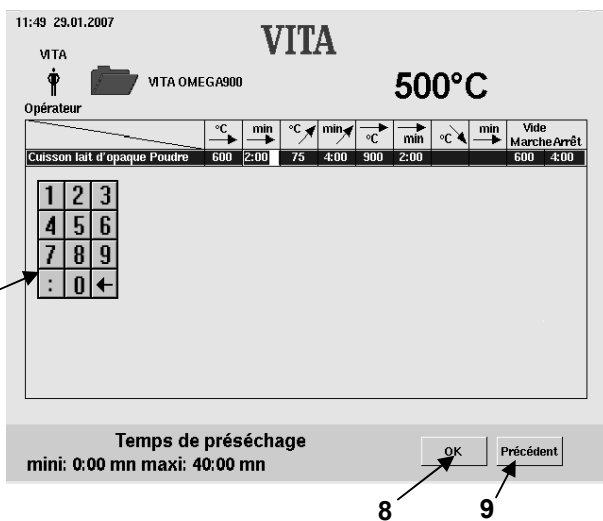 11:49 29.01.2007
VITA
VITA
VITA OMEGA900
500°C
Opérateur
°C min °C min °C min °C min Vide
Marche Arrêt
Cuisson lait d'opaque Poudre 600 2:00 75 4:00 900 2:00 600 4:00
1 2 3
4 5 6
7 8 9
: 0 ←
Temps de préséchage
mini: 0:00 mn maxi: 40:00 mn
OK
Précédent
8
9